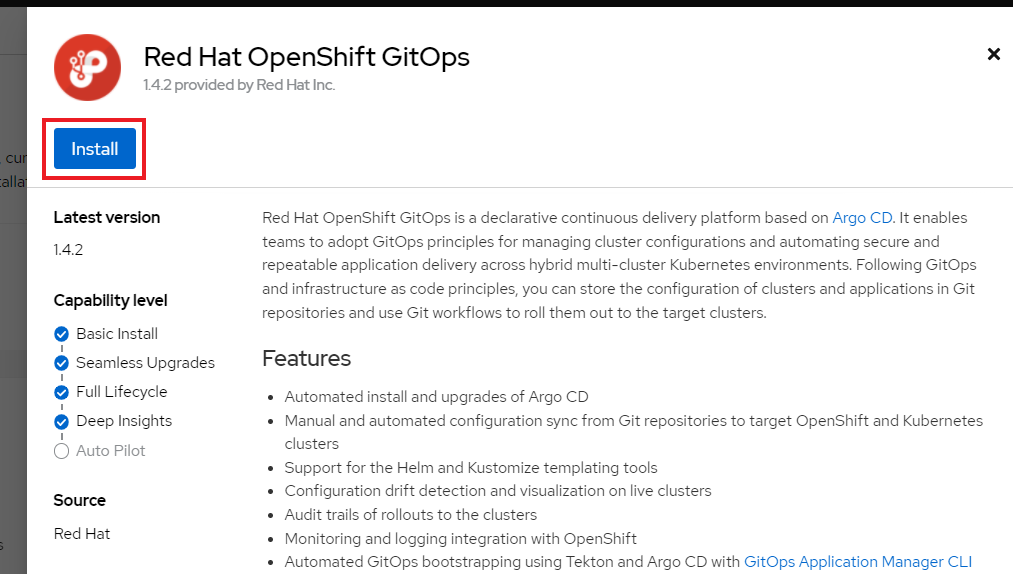 Red Hat OpenShift GitOps
1.4.2 provided by Red Hat Inc.
Install
Latest version
1.4.2
Capability level
Basic Install
Seamless Upgrades
Full Lifecycle
Deep Insights
Auto Pilot
Source
Red Hat
Red Hat OpenShift GitOps is a declarative continuous delivery platform based on Argo CD. It enables
teams to adopt GitOps principles for managing cluster configurations and automating secure and
repeatable application delivery across hybrid multi-cluster Kubernetes environments. Following GitOps
and infrastructure as code principles, you can store the configuration of clusters and applications in Git
repositories and use Git workflows to roll them out to the target clusters.
Features
• Automated install and upgrades of Argo CD
• Manual and automated configuration sync from Git repositories to target OpenShift and Kubernetes
clusters
• Support for the Helm and Kustomize templating tools
• Configuration drift detection and visualization on live clusters
• Audit trails of rollouts to the clusters
• Monitoring and logging integration with OpenShift
• Automated GitOps bootstrapping using Tekton and Argo CD with GitOps Application Manager CLI